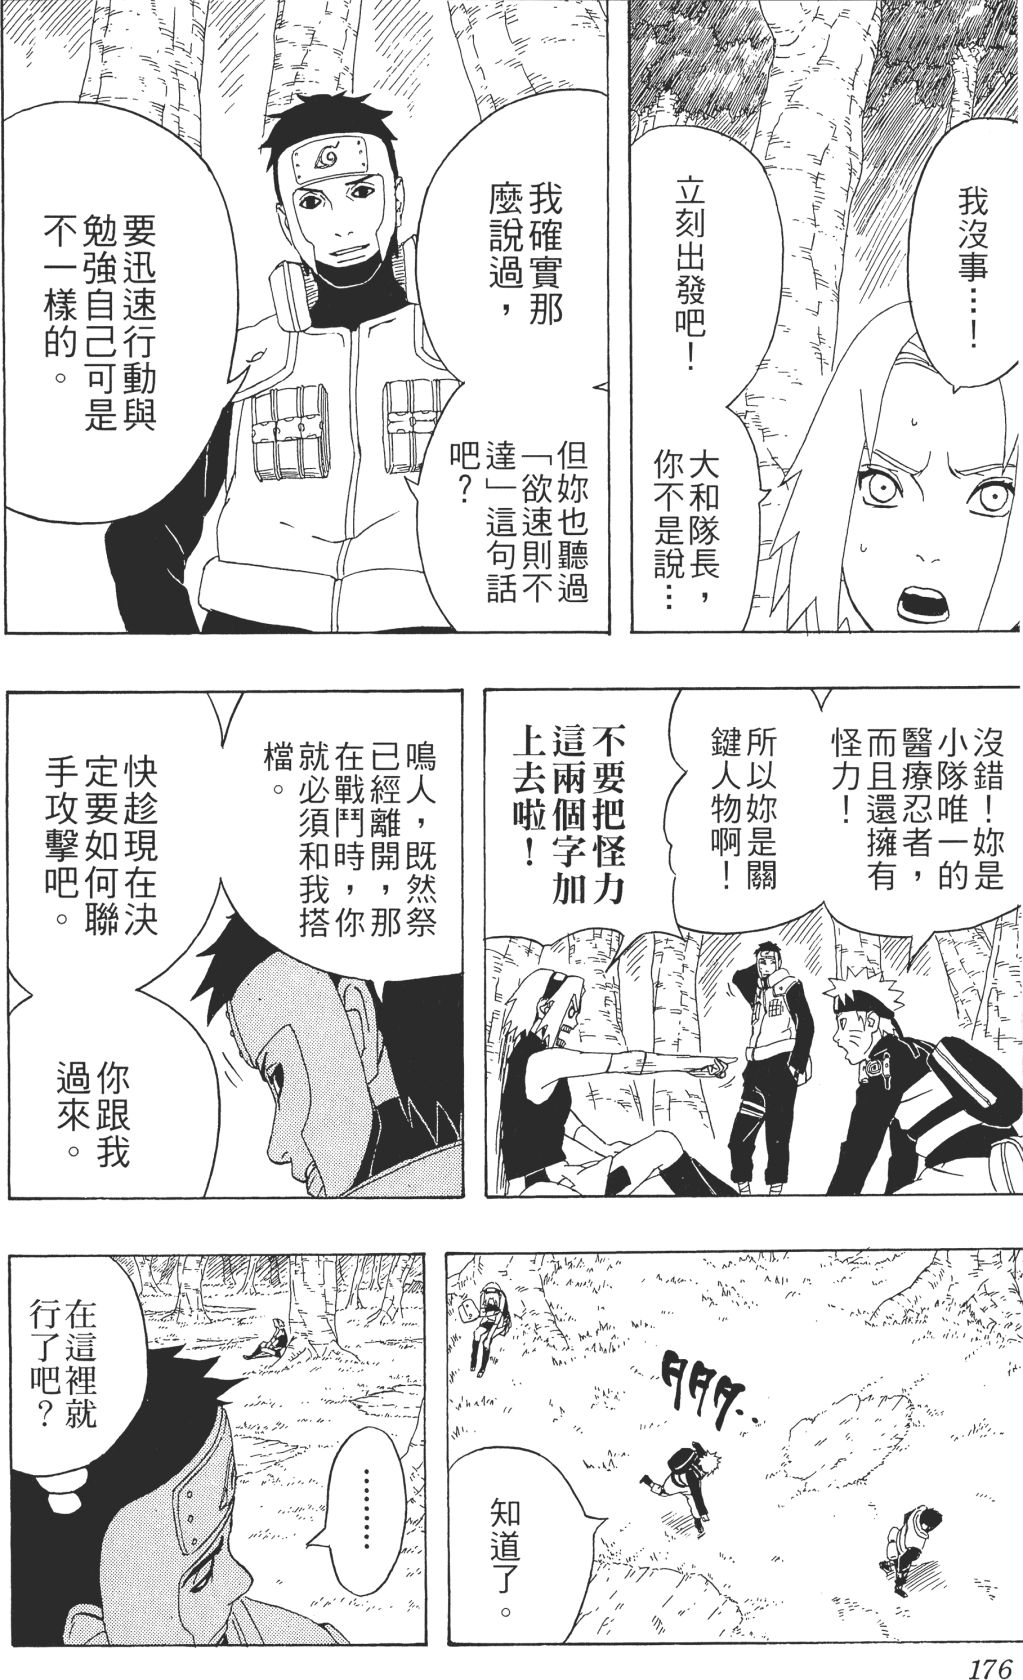 我沒事…！
立刻出發吧！
大和隊長，
你不是說…
我確實那
麼說過，
但妳也聽過
「欲速則不
達」這句話
吧？
要迅速行動與
勉強自己可是
不一樣的。
沒錯！妳是
小隊唯一的
醫療忍者，
而且還擁有
怪力！
所以妳是關
鍵人物啊！
不要把怪力
這兩個字加
上去啦！
鳴人，既然祭
已經離開，那
在戰鬥時，你
就必須和我搭
檔。
快趁現在決
定要如何聯
手攻擊吧。
你跟我
過來。
知道了。
タタタ..
………
在這裡就
行了吧？
176